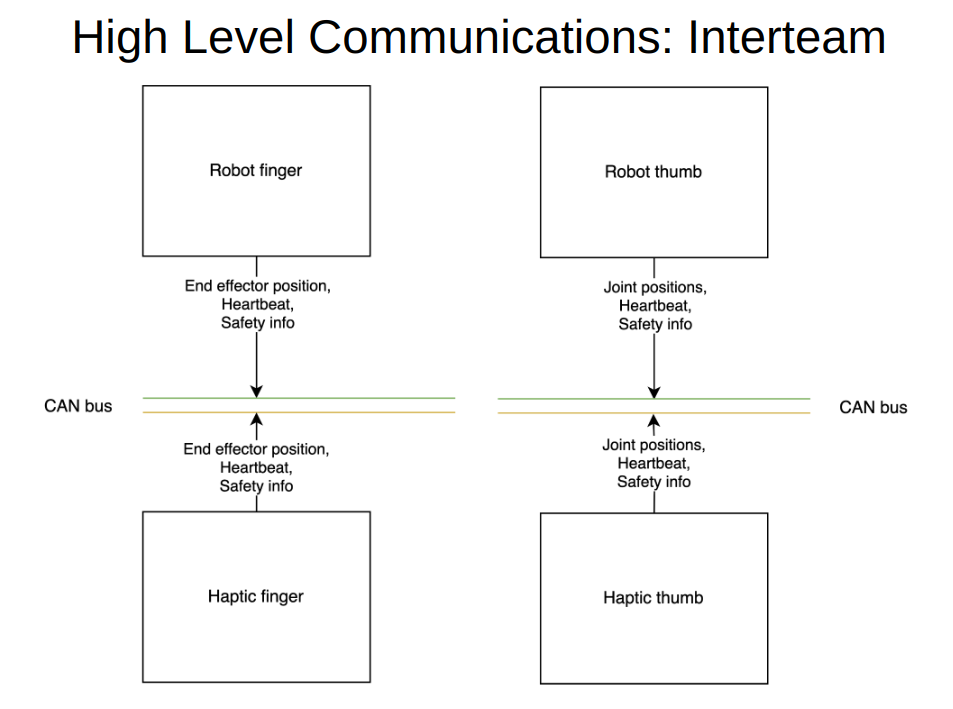 High Level Communications: Interteam
Robot finger
Robot thumb
End effector position,
Heartbeat,
Safety info
Joint positions,
Heartbeat,
Safety info
CAN bus
CAN bus
End effector position,
Heartbeat,
Safety info
Joint positions,
Heartbeat,
Safety info
Haptic finger
Haptic thumb